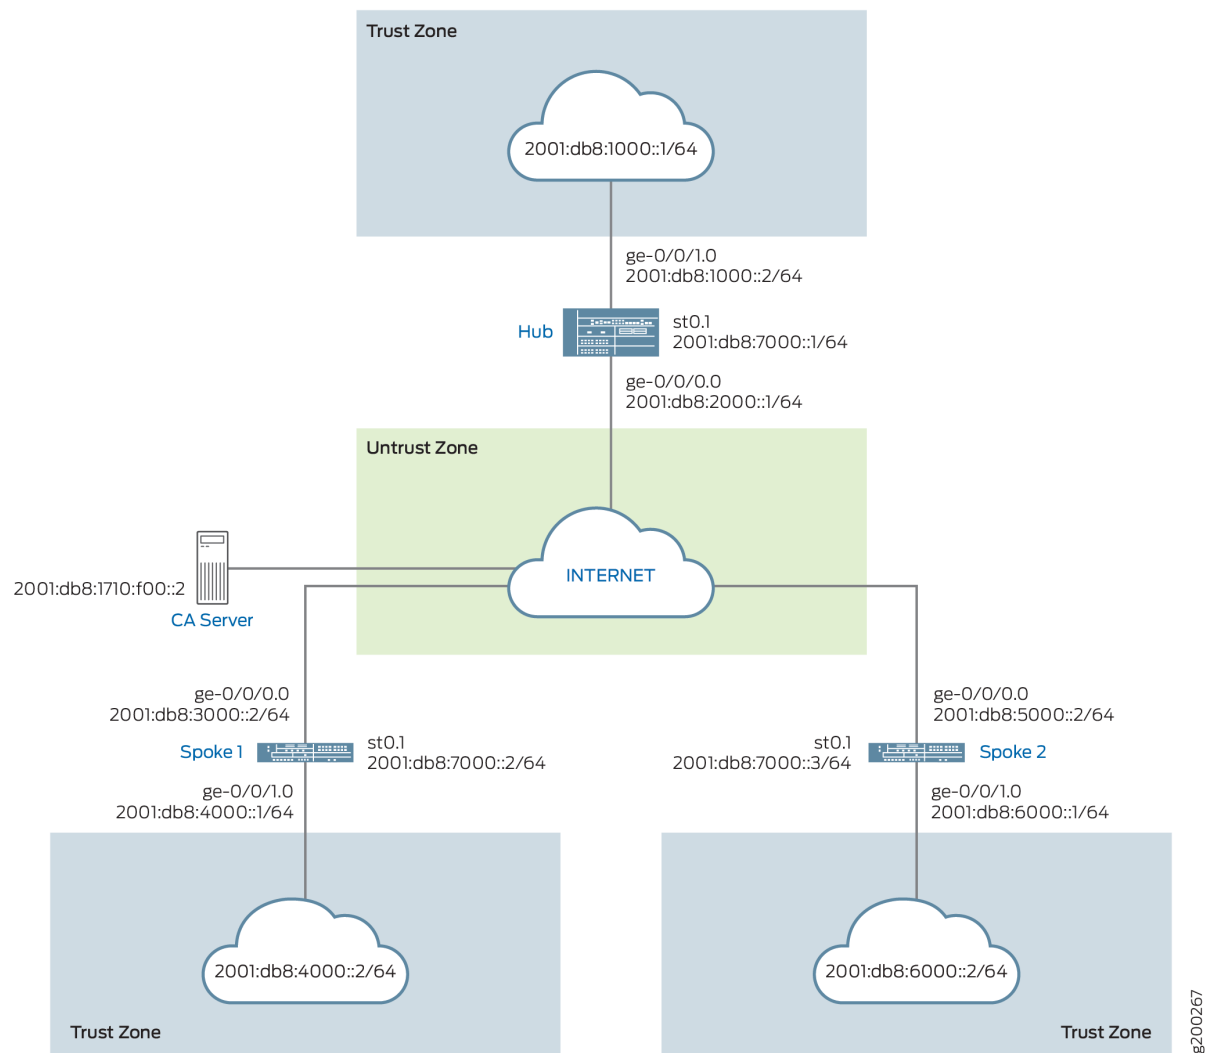 Trust Zone
2001:db8:1000::1/64
ge-0/0/1.0
2001:db8:1000::2/64
Hub
st0.1
2001:db8:7000::1/64
ge-0/0/0.0
2001:db8:2000::1/64
Untrust Zone
INTERNET
2001:db8:1710:f00::2
CA Server
ge-0/0/0.0
2001:db8:3000::2/64
Spoke 1
st0.1
2001:db8:7000::2/64
ge-0/0/1.0
2001:db8:4000::1/64
ge-0/0/0.0
2001:db8:5000::2/64
st0.1
2001:db8:7000::3/64
Spoke 2
ge-0/0/1.0
2001:db8:6000::1/64
2001:db8:4000::2/64
Trust Zone
2001:db8:6000::2/64
Trust Zone
g200267